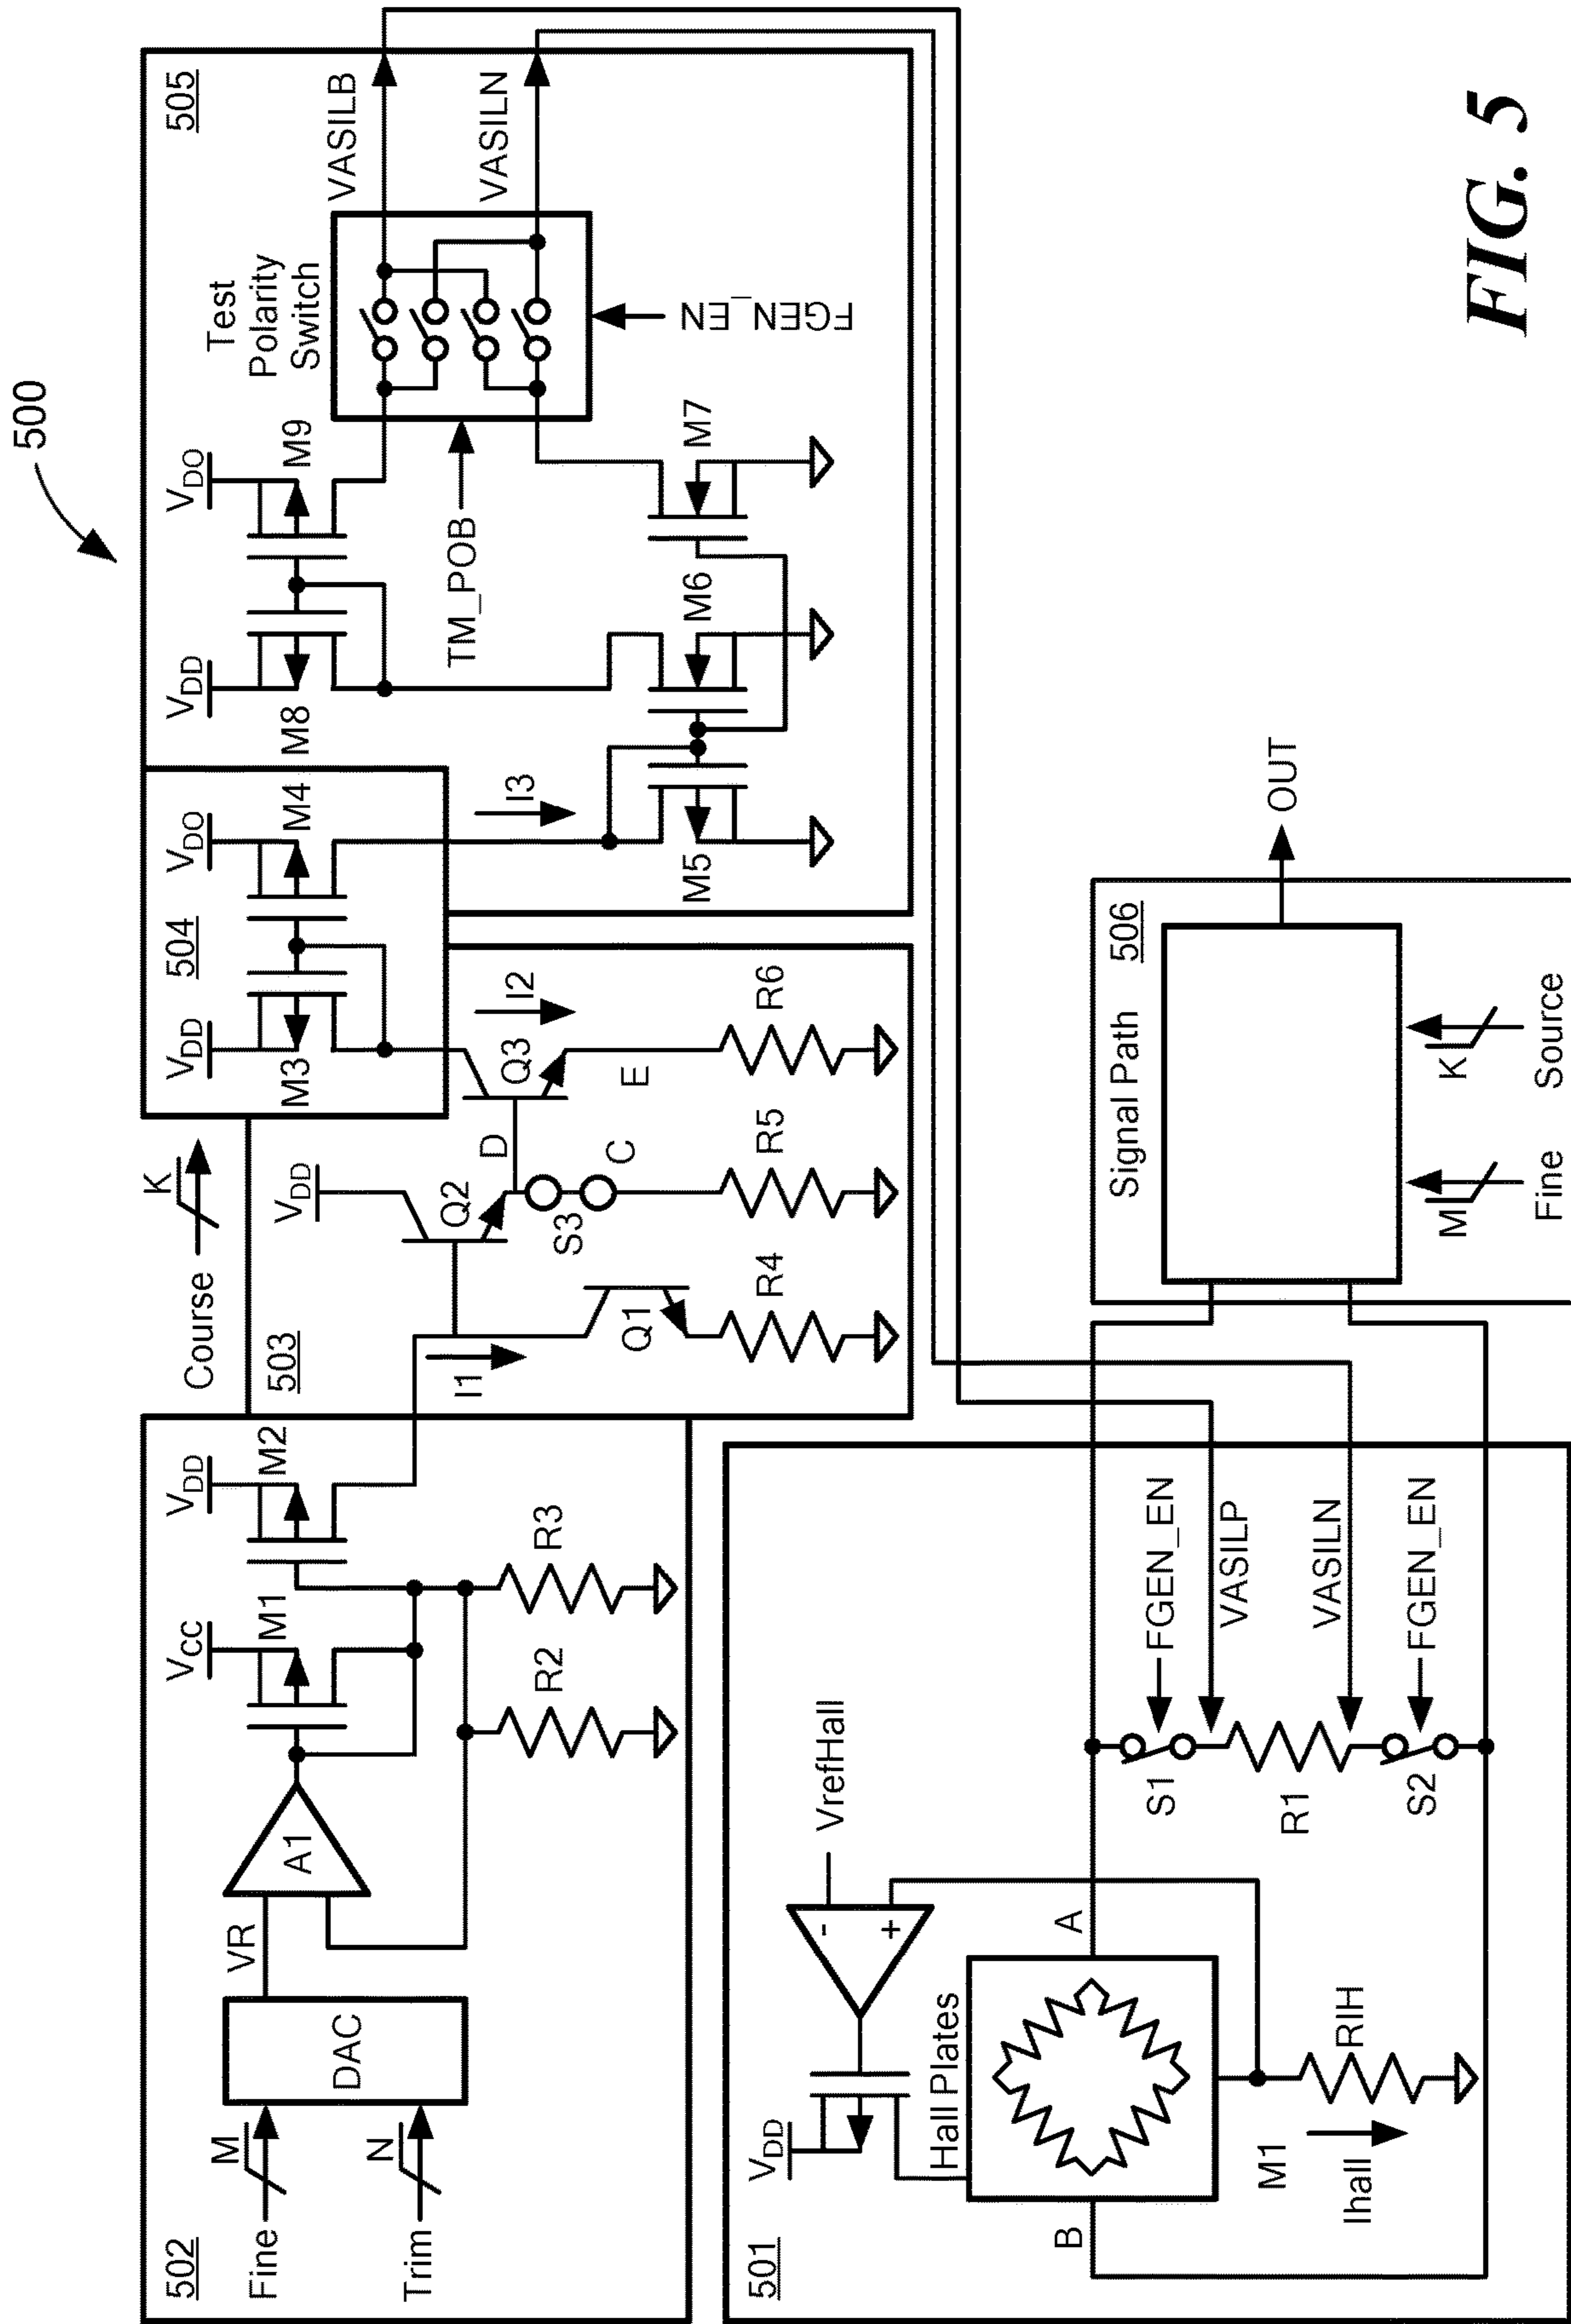 500
502
Fine
M
Trim
N
DAC
VR
A1
VCC
M1
VDD
M2
R2
R3
Course
K
503
I1
Q1
R4
VDD
Q2
S3
C
R5
D
Q3
E
I2
R6
504
VDD
M3
VDO
M4
I3
505
VDD
M8
VDO
M9
M5
M6
M7
TM_POB
Test
Polarity
Switch
FGEN_EN
VASILB
VASILN
501
VDD
VrefHall
-
+
Hall Plates
A
B
M1
Ihall
RIH
S1
R1
S2
FGEN_EN
VASILP
VASILN
FGEN_EN
506
Signal Path
OUT
M
Fine
K
Source
FIG. 5